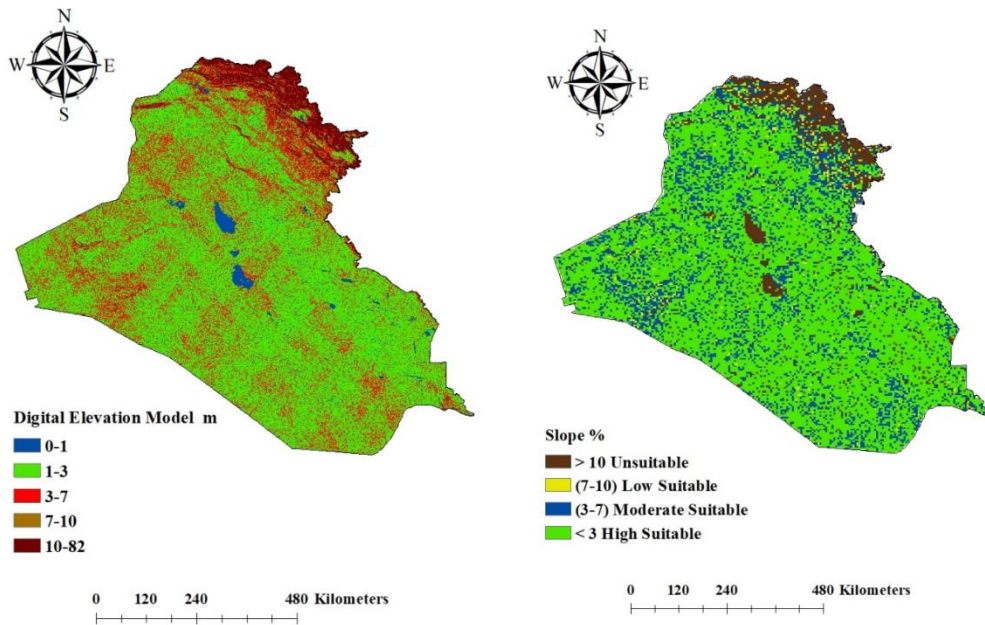 N
W E
S
Digital Elevation Model m
0-1
1-3
3-7
7-10
10-82
0 120 240 480 Kilometers
N
W E
S
Slope %
> 10 Unsuitable
(7-10) Low Suitable
(3-7) Moderate Suitable
< 3 High Suitable
0 120 240 480 Kilometers